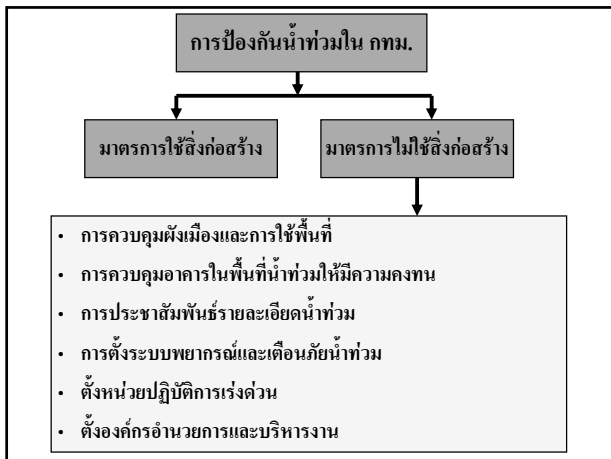 การป้องกันน้ำท่วมใน กทม.
มาตรการใช้สิ่งก่อสร้าง
มาตรการไม่ใช้สิ่งก่อสร้าง
• การควบคุมผังเมืองและการใช้พื้นที่
• การควบคุมอาคารในพื้นที่น้ำท่วมให้มีความคงทน
• การประชาสัมพันธ์รายละเอียดน้ำท่วม
• การตั้งระบบพยากรณ์และเตือนภัยน้ำท่วม
• ตั้งหน่วยปฏิบัติการเร่งด่วน
• ตั้งองค์กรอำนวยการและบริหารงาน